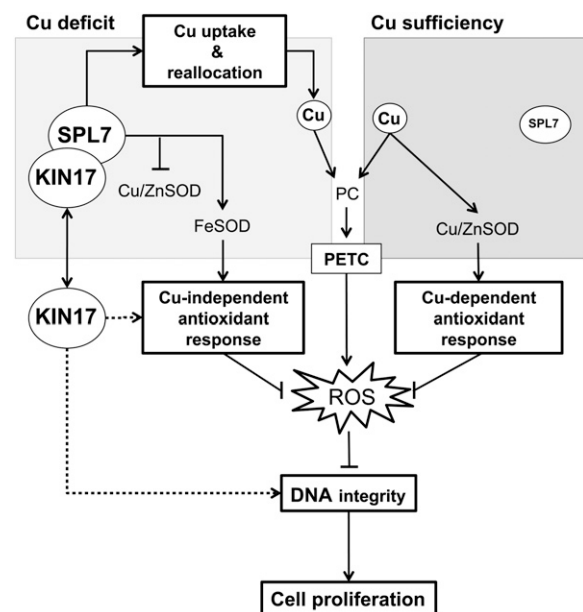 Cu deficit
Cu sufficiency
Cu uptake
&
reallocation
SPL7
KIN17
Cu
Cu
SPL7
Cu/ZnSOD
PC
FeSOD
Cu/ZnSOD
PETC
KIN17
Cu-independent
antioxidant
response
Cu-dependent
antioxidant
response
ROS
DNA integrity
Cell proliferation